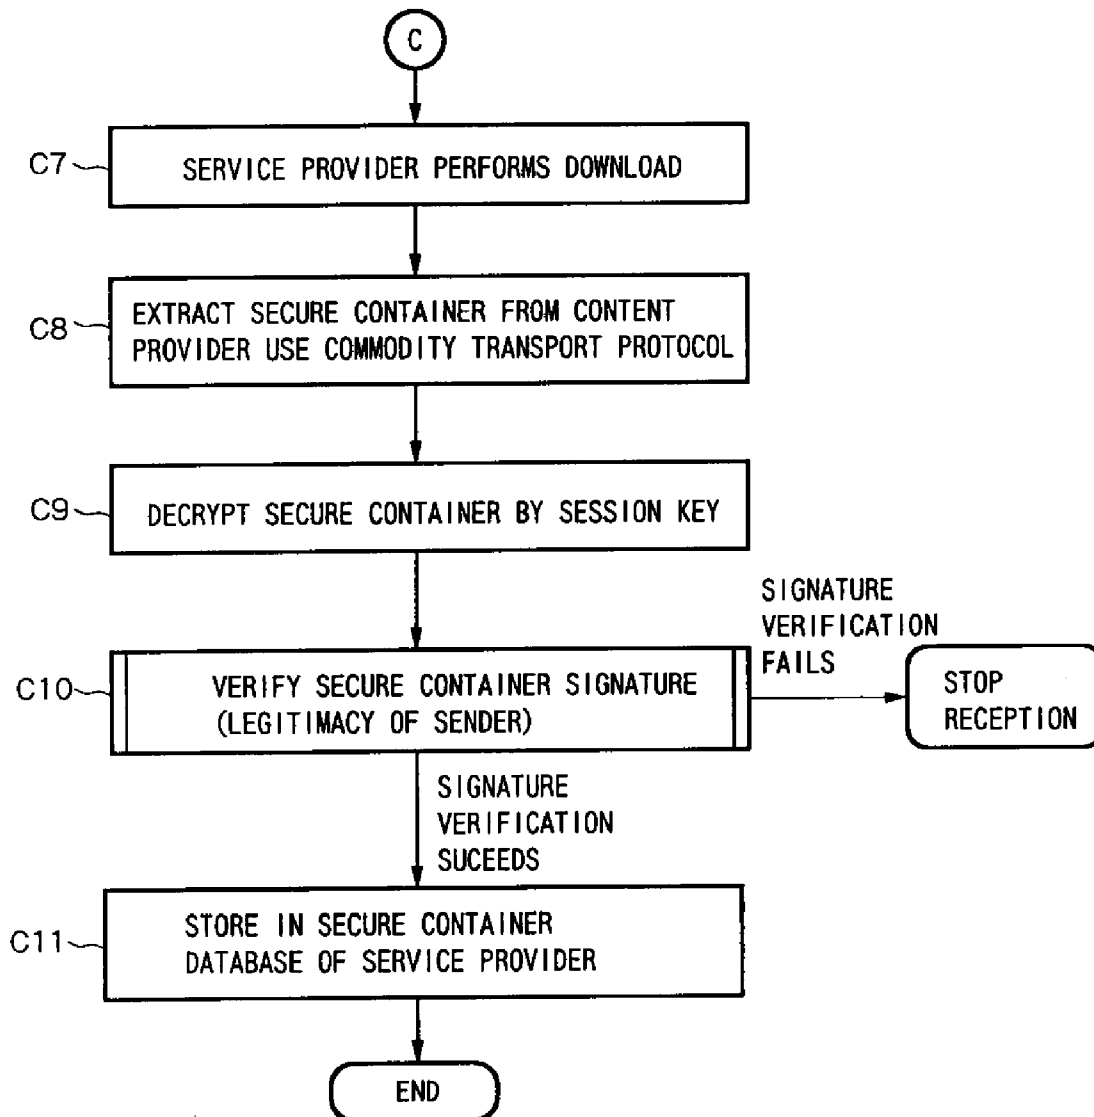 C
C7
SERVICE PROVIDER PERFORMS DOWNLOAD
C8
EXTRACT SECURE CONTAINER FROM CONTENT
PROVIDER USE COMMODITY TRANSPORT PROTOCOL
C9
DECRYPT SECURE CONTAINER BY SESSION KEY
SIGNATURE
VERIFICATION
FAILS
C10
VERIFY SECURE CONTAINER SIGNATURE
(LEGITIMACY OF SENDER)
STOP
RECEPTION
SIGNATURE
VERIFICATION
SUCEEDS
C11
STORE IN SECURE CONTAINER
DATABASE OF SERVICE PROVIDER
END